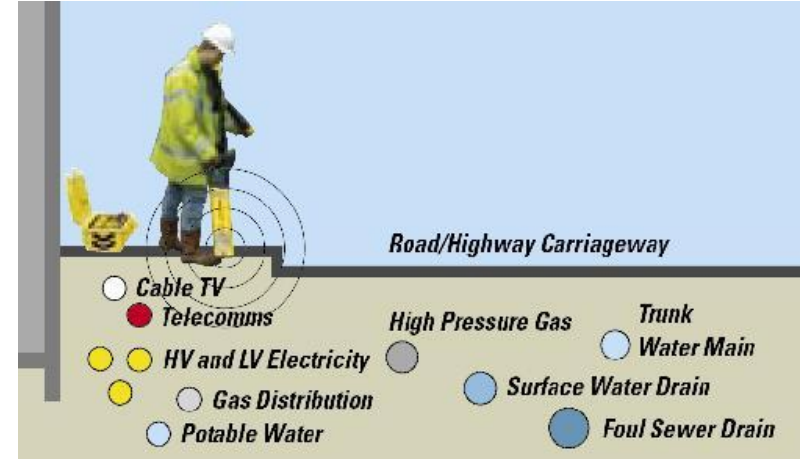 Road/Highway Carriageway
Cable TV
Telecomms
HV and LV Electricity
Gas Distribution
Potable Water
High Pressure Gas
Trunk
Water Main
Surface Water Drain
Foul Sewer Drain